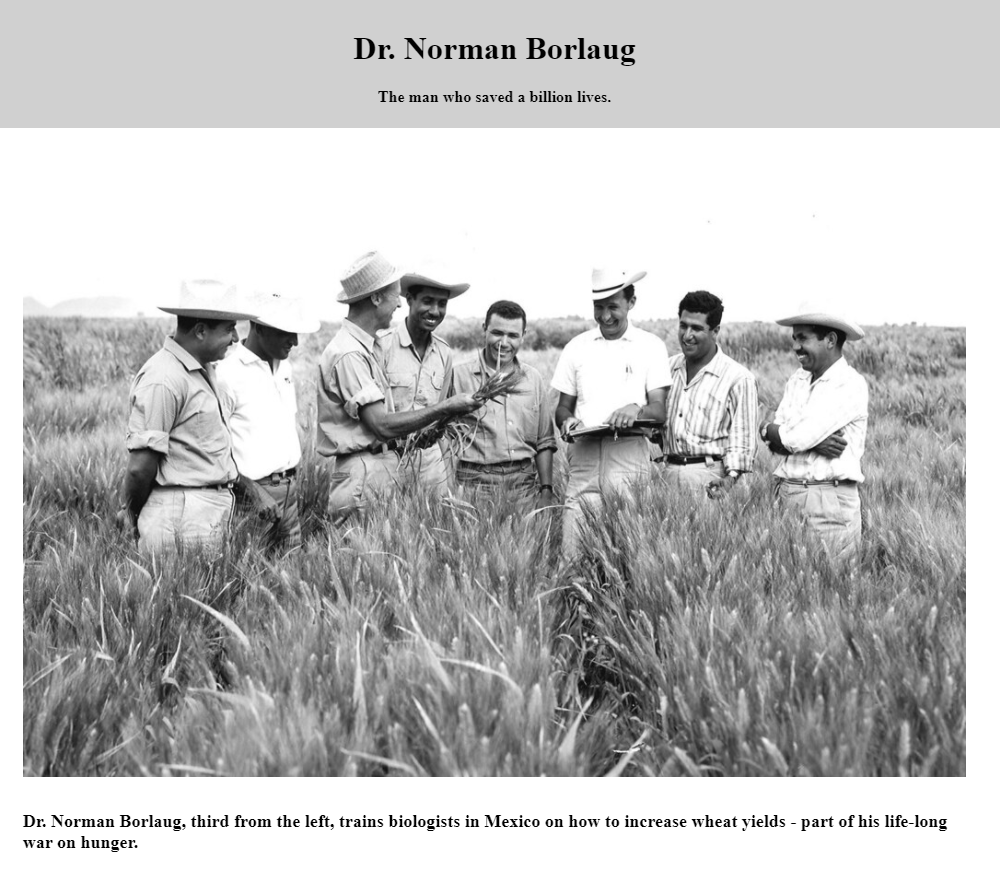 Dr. Norman Borlaug
The man who saved a billion lives.
Dr. Norman Borlaug, third from the left, trains biologists in Mexico on how to increase wheat yields - part of his life-long
war on hunger.